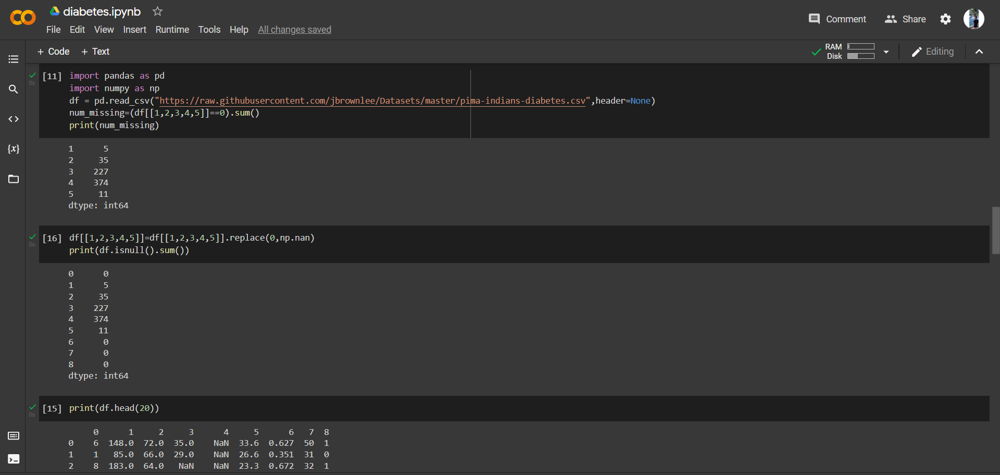 diabetes.ipynb
File Edit View Insert Runtime Tools Help All changes saved
Comment Share
+ Code + Text
RAM
Disk
Editing
[11] import pandas as pd
0s
import numpy as np
df = pd.read_csv("https://raw.githubusercontent.com/jbrownlee/Datasets/master/pima-indians-diabetes.csv",header=None)
num_missing=(df[[1,2,3,4,5]]==0).sum()
print(num_missing)
{x}
1 5
2 35
3 227
4 374
5 11
dtype: int64
[16] df[[1,2,3,4,5]]=df[[1,2,3,4,5]].replace(0,np.nan)
0s
print(df.isnull().sum())
0 0
1 5
2 35
3 227
4 374
5 11
6 0
7 0
8 0
dtype: int64
[15] print(df.head(20))
0s
0 1 2 3 4 5 6 7 8
0 6 148.0 72.0 35.0 NaN 33.6 0.627 50 1
1 1 85.0 66.0 29.0 NaN 26.6 0.351 31 0
2 8 183.0 64.0 NaN NaN 23.3 0.672 32 1